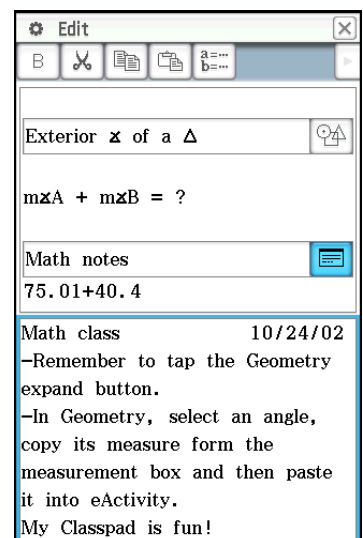 Edit
B
a=...
b=...
Exterior ∡ of a Δ
m∡A + m∡B = ?
Math notes
75.01+40.4
Math class 10/24/02
-Remember to tap the Geometry
expand button.
-In Geometry, select an angle,
copy its measure form the
measurement box and then paste
it into eActivity.
My Classpad is fun!